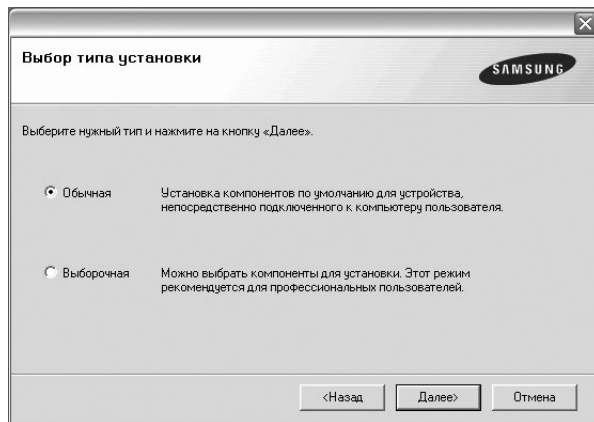 Выбор типа установки
SAMSUNG
Выберите нужный тип и нажмите на кнопку «Далее».
Обычная
Установка компонентов по умолчанию для устройства,
непосредственно подключенного к компьютеру пользователя.
Выборочная
Можно выбрать компоненты для установки. Этот режим
рекомендуется для профессиональных пользователей.
<Назад
Далее>
Отмена